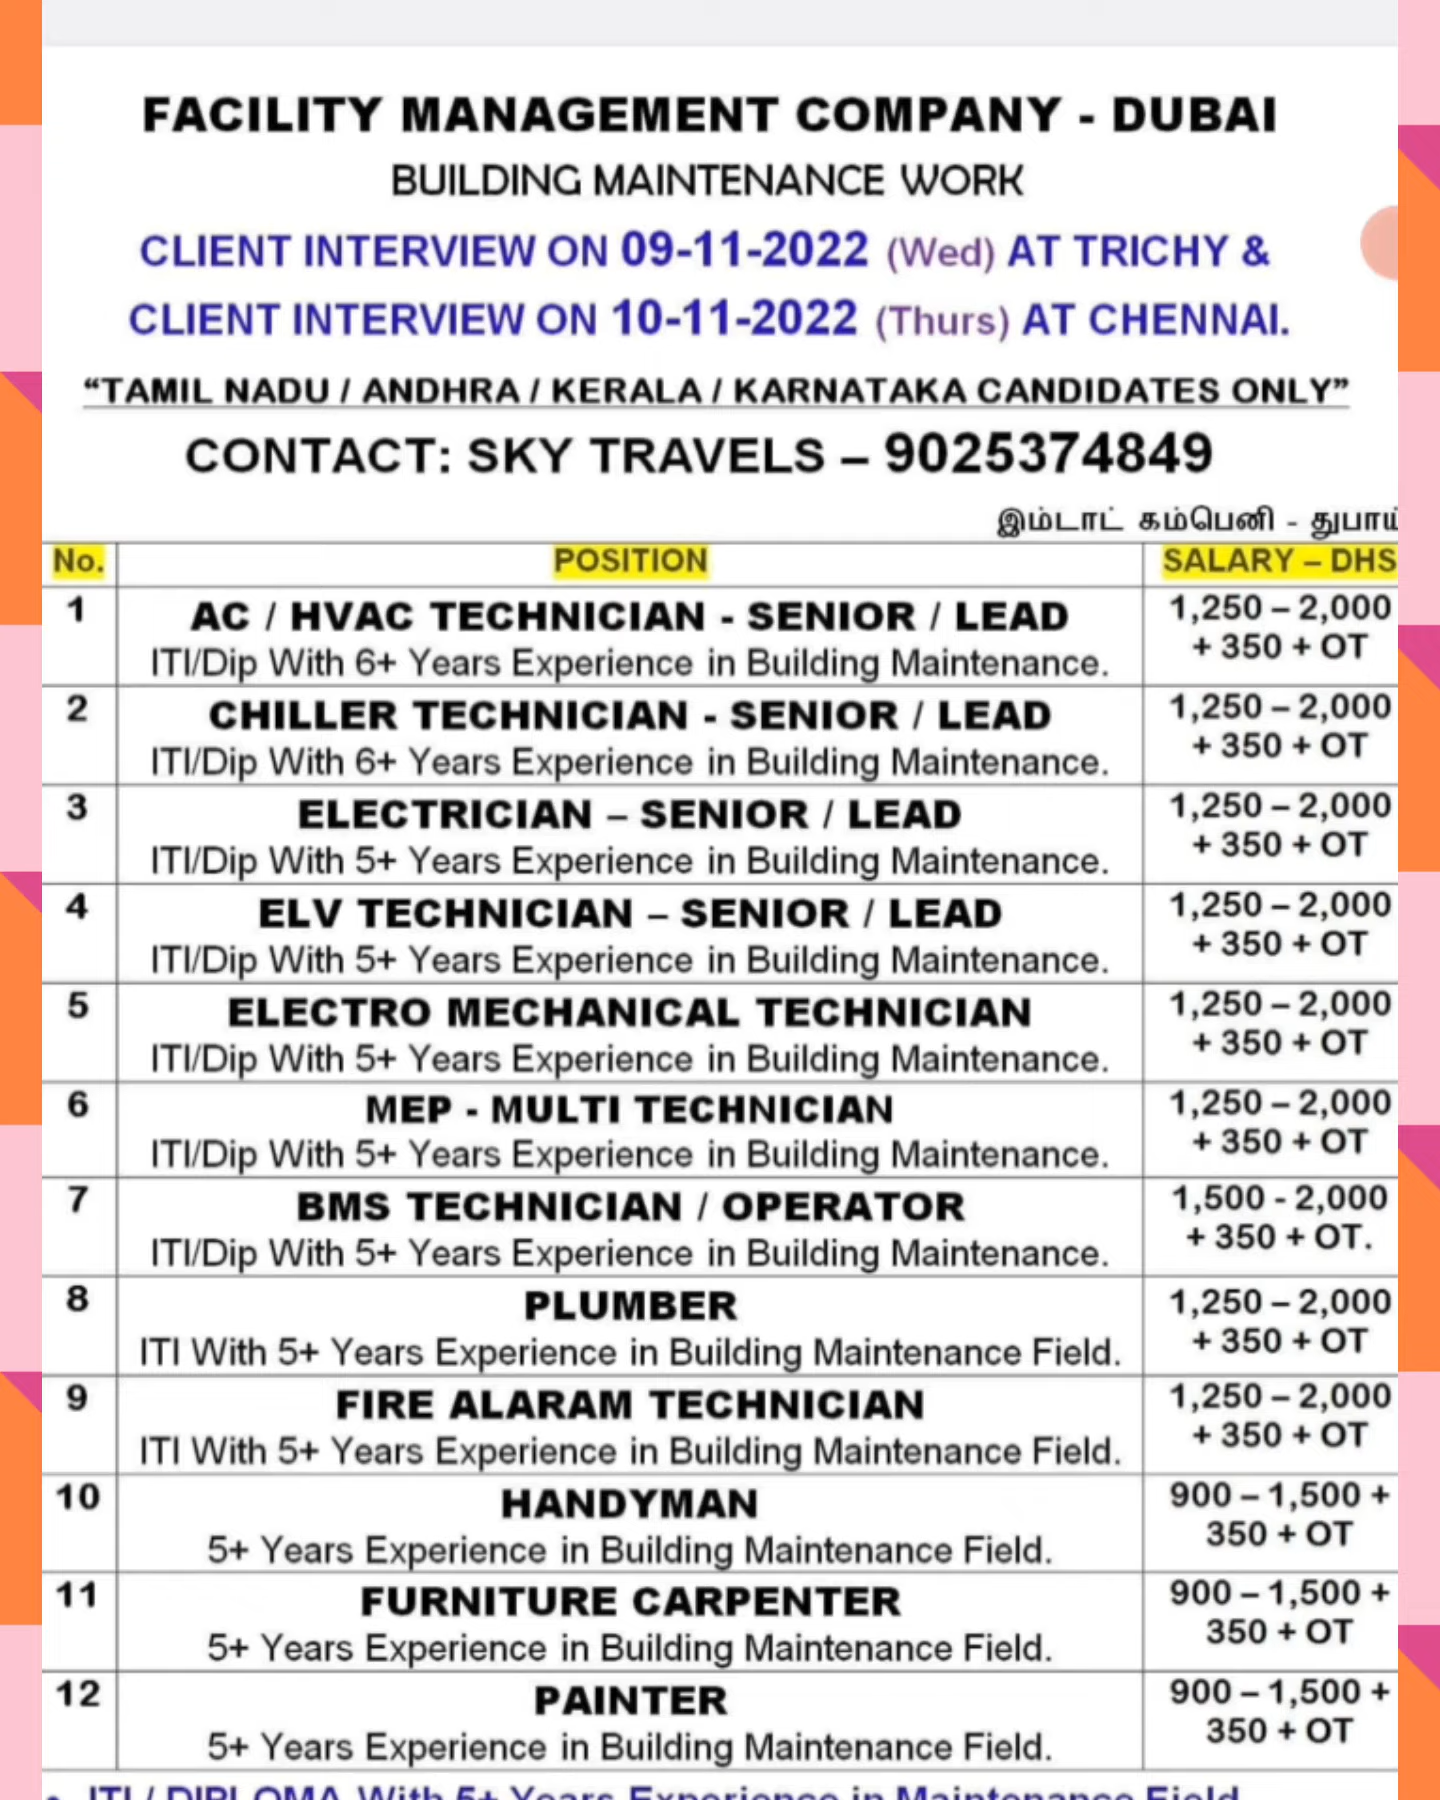 FACILITY MANAGEMENT COMPANY - DUBAI
BUILDING MAINTENANCE WORK
CLIENT INTERVIEW ON 09-11-2022 (Wed) AT TRICHY &
CLIENT INTERVIEW ON 10-11-2022 (Thurs) AT CHENNAI.
“TAMIL NADU / ANDHRA / KERALA / KARNATAKA CANDIDATES ONLY”
CONTACT: SKY TRAVELS – 9025374849
இம்டாட் கம்பெனி - துபாய்
No. POSITION SALARY – DHS
1 AC / HVAC TECHNICIAN - SENIOR / LEAD 1,250 – 2,000
ITI/Dip With 6+ Years Experience in Building Maintenance. + 350 + OT
2 CHILLER TECHNICIAN - SENIOR / LEAD 1,250 – 2,000
ITI/Dip With 6+ Years Experience in Building Maintenance. + 350 + OT
3 ELECTRICIAN – SENIOR / LEAD 1,250 – 2,000
ITI/Dip With 5+ Years Experience in Building Maintenance. + 350 + OT
4 ELV TECHNICIAN – SENIOR / LEAD 1,250 – 2,000
ITI/Dip With 5+ Years Experience in Building Maintenance. + 350 + OT
5 ELECTRO MECHANICAL TECHNICIAN 1,250 – 2,000
ITI/Dip With 5+ Years Experience in Building Maintenance. + 350 + OT
6 MEP - MULTI TECHNICIAN 1,250 – 2,000
ITI/Dip With 5+ Years Experience in Building Maintenance. + 350 + OT
7 BMS TECHNICIAN / OPERATOR 1,500 - 2,000
ITI/Dip With 5+ Years Experience in Building Maintenance. + 350 + OT.
8 PLUMBER 1,250 – 2,000
ITI With 5+ Years Experience in Building Maintenance Field. + 350 + OT
9 FIRE ALARAM TECHNICIAN 1,250 – 2,000
ITI With 5+ Years Experience in Building Maintenance Field. + 350 + OT
10 HANDYMAN 900 – 1,500 +
5+ Years Experience in Building Maintenance Field. 350 + OT
11 FURNITURE CARPENTER 900 – 1,500 +
5+ Years Experience in Building Maintenance Field. 350 + OT
12 PAINTER 900 – 1,500 +
5+ Years Experience in Building Maintenance Field. 350 + OT
• ITI / DIPLOMA With 5+ Years Experience in Maintenance Field